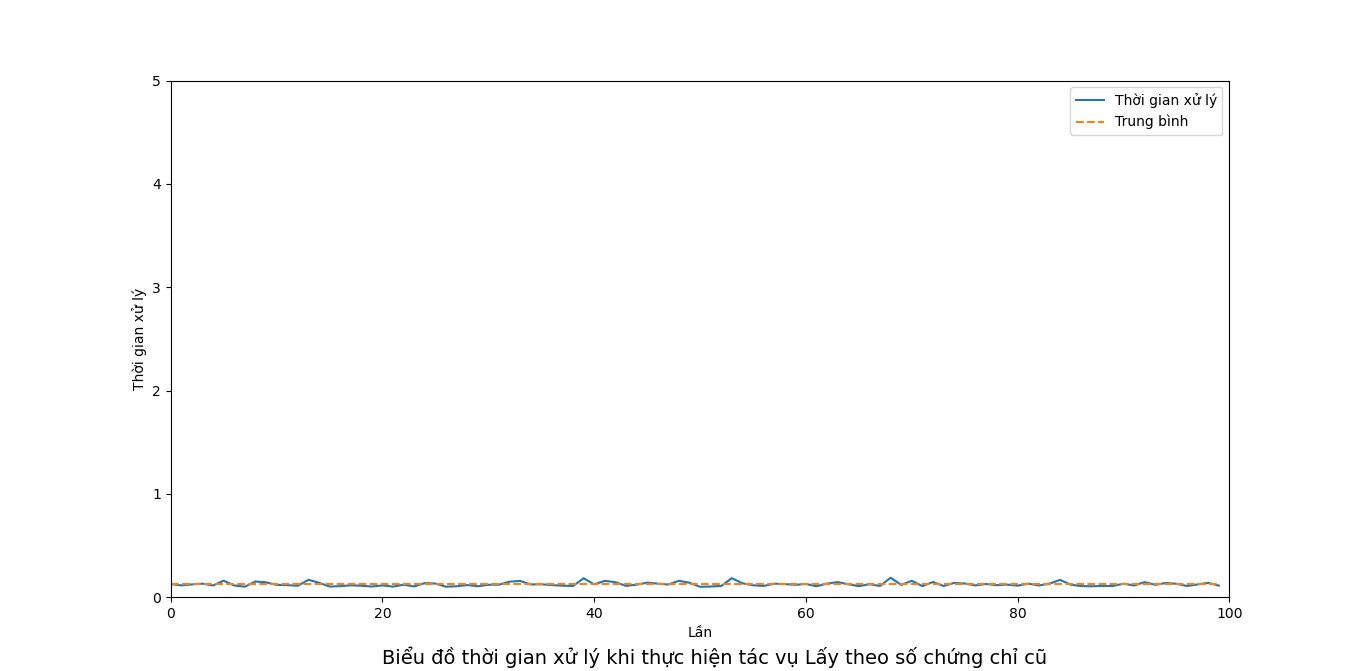 5
4
3
2
1
0
Thời gian xử lý
Thời gian xử lý
Trung bình
0 20 40 60 80 100
Lần
Biểu đồ thời gian xử lý khi thực hiện tác vụ Lấy theo số chứng chỉ cũ